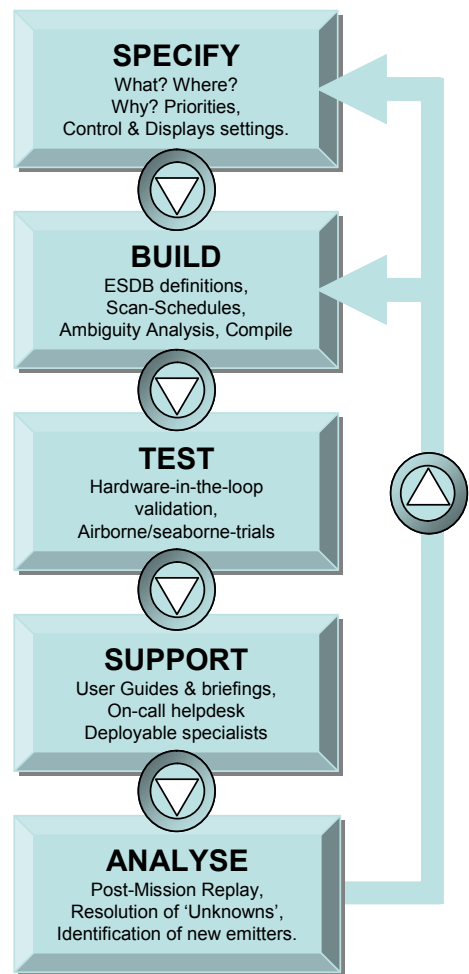 SPECIFY
What? Where?
Why? Priorities,
Control & Displays settings.
BUILD
ESDB definitions,
Scan-Schedules,
Ambiguity Analysis, Compile
TEST
Hardware-in-the-loop
validation,
Airborne/seaborne-trials
SUPPORT
User Guides & briefings,
On-call helpdesk
Deployable specialists
ANALYSE
Post-Mission Replay,
Resolution of ‘Unknowns’,
Identification of new emitters.